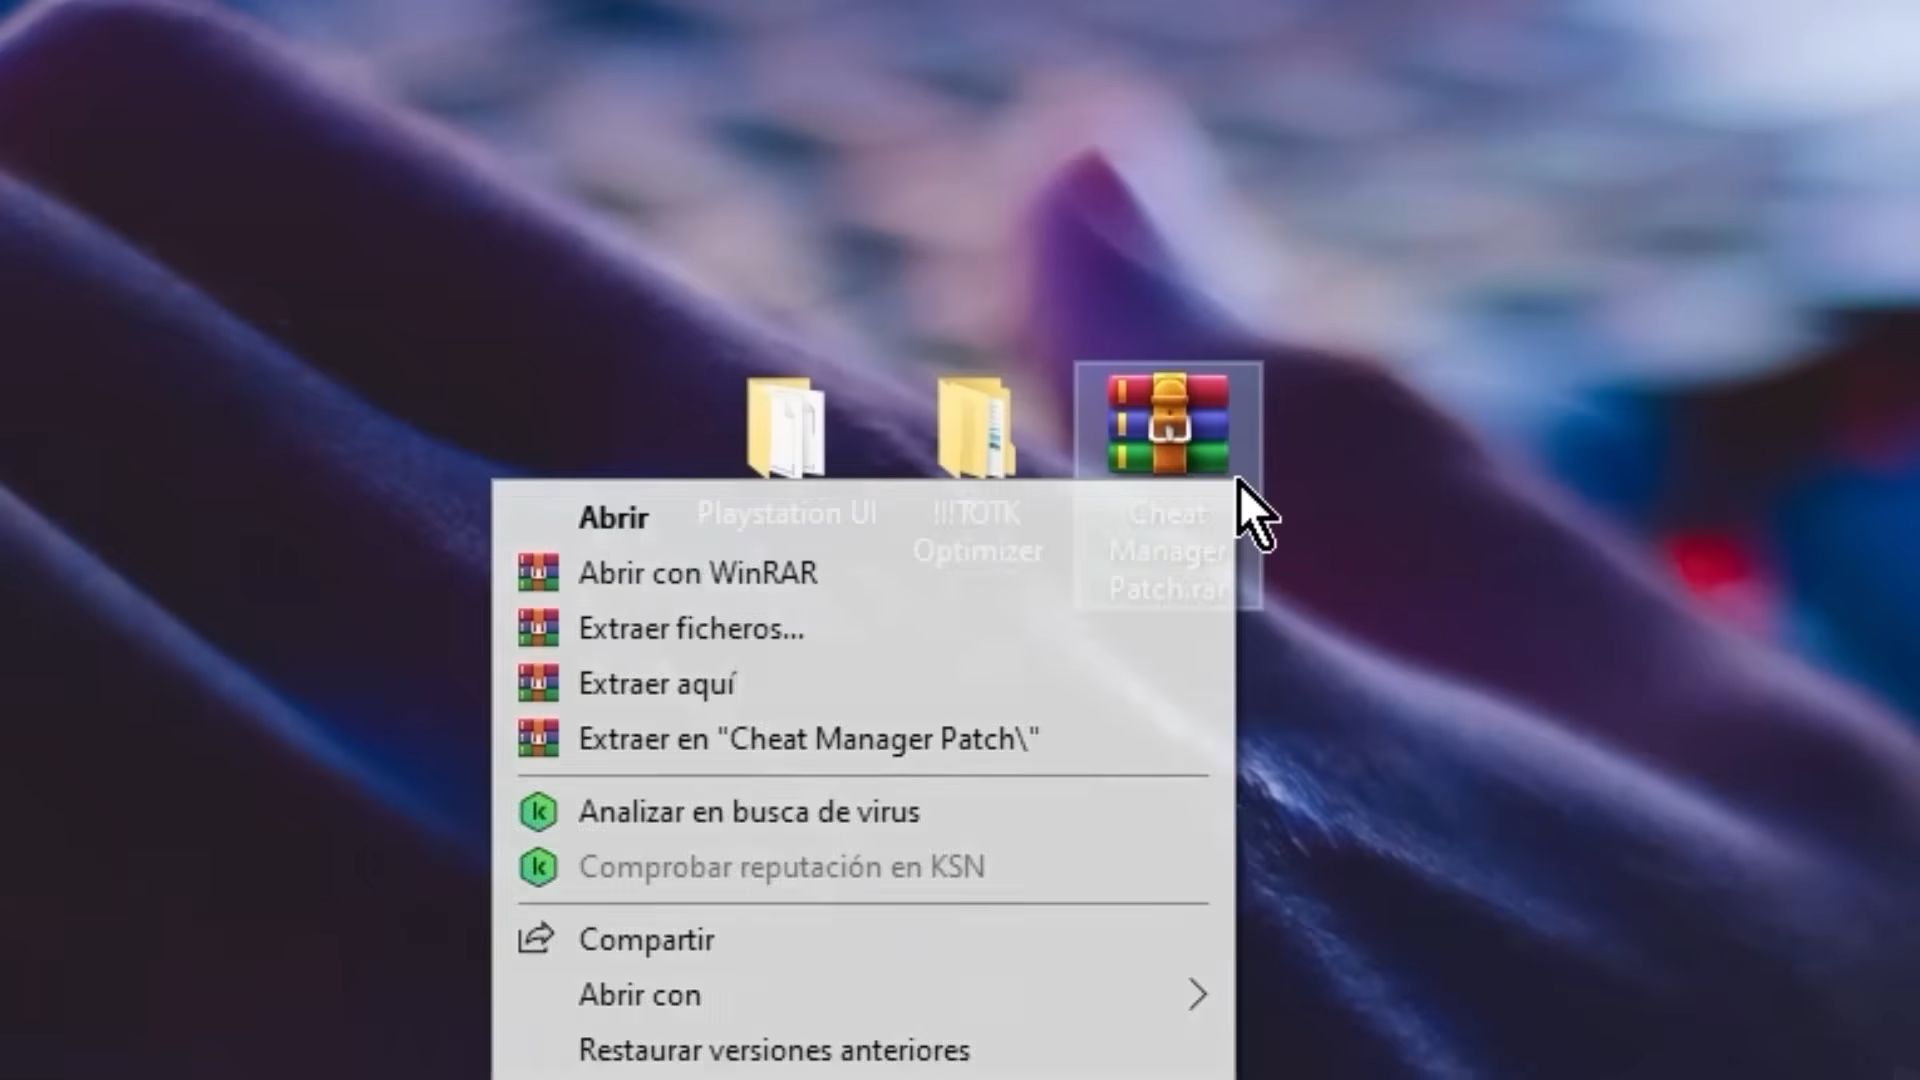 Playstation UI
!!!TOTK
Optimizer
Cheat
Manager
Patch.rar
Abrir
Abrir con WinRAR
Extraer ficheros...
Extraer aquí
Extraer en "Cheat Manager Patch\"
Analizar en busca de virus
Comprobar reputación en KSN
Compartir
Abrir con
Restaurar versiones anteriores